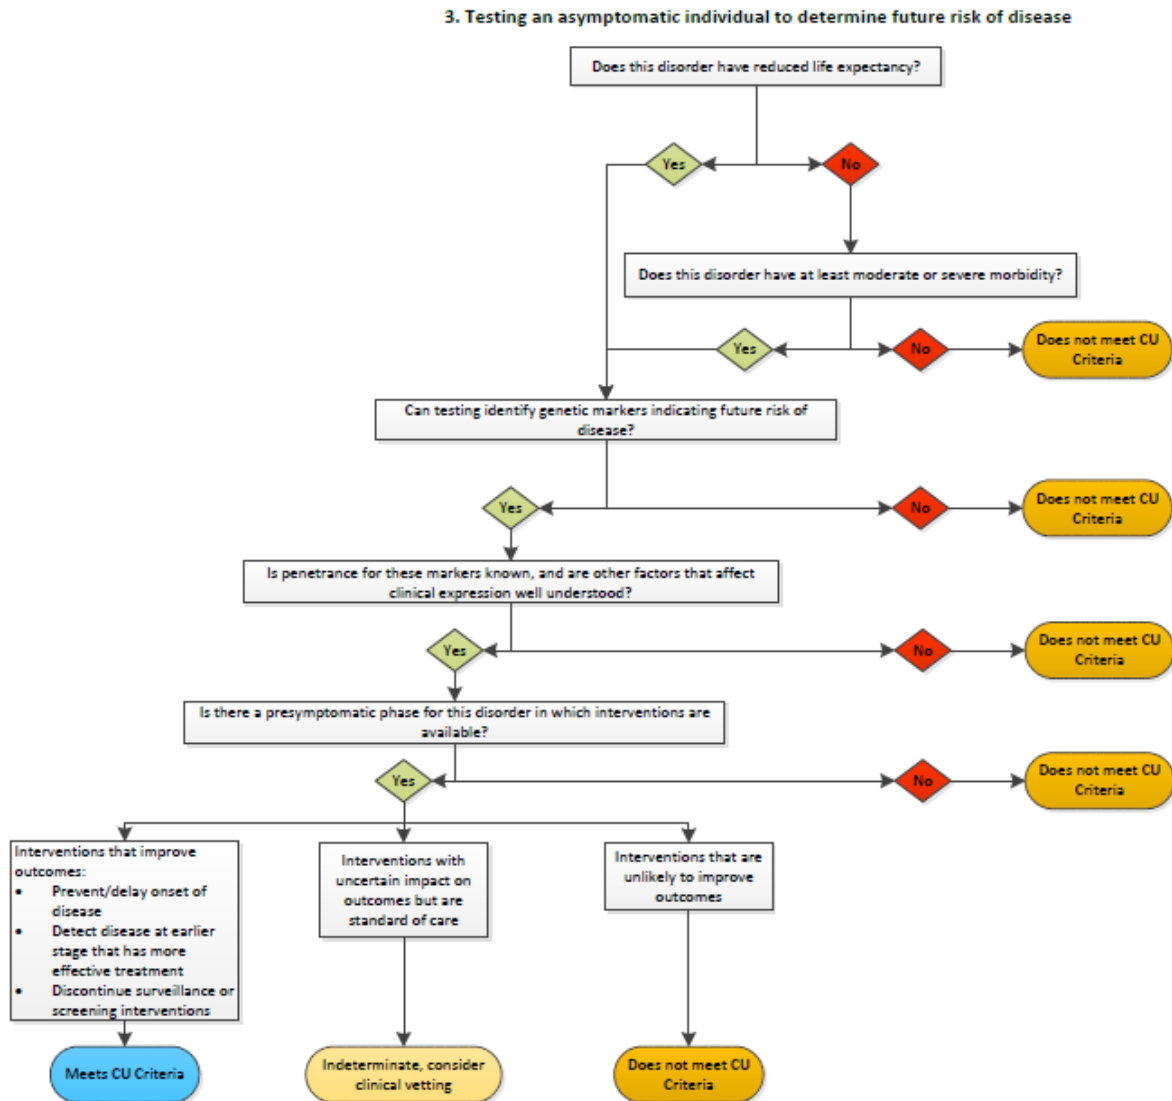 3. Testing an asymptomatic individual to determine future risk of disease
Does this disorder have reduced life expectancy?
Yes
No
Does this disorder have at least moderate or severe morbidity?
Yes
No
Does not meet CU
Criteria
Can testing identify genetic markers indicating future risk of
disease?
Yes
No
Does not meet CU
Criteria
Is penetrance for these markers known, and are other factors that affect
clinical expression well understood?
Yes
No
Does not meet CU
Criteria
Is there a presymptomatic phase for this disorder in which interventions are
available?
Yes
No
Does not meet CU
Criteria
Interventions that improve
outcomes:
• Prevent/delay onset of
disease
• Detect disease at earlier
stage that has more
effective treatment
• Discontinue surveillance or
screening interventions
Interventions with
uncertain impact on
outcomes but are
standard of care
Interventions that are
unlikely to improve
outcomes
Meets CU Criteria
Indeterminate, consider
clinical vetting
Does not meet CU
Criteria